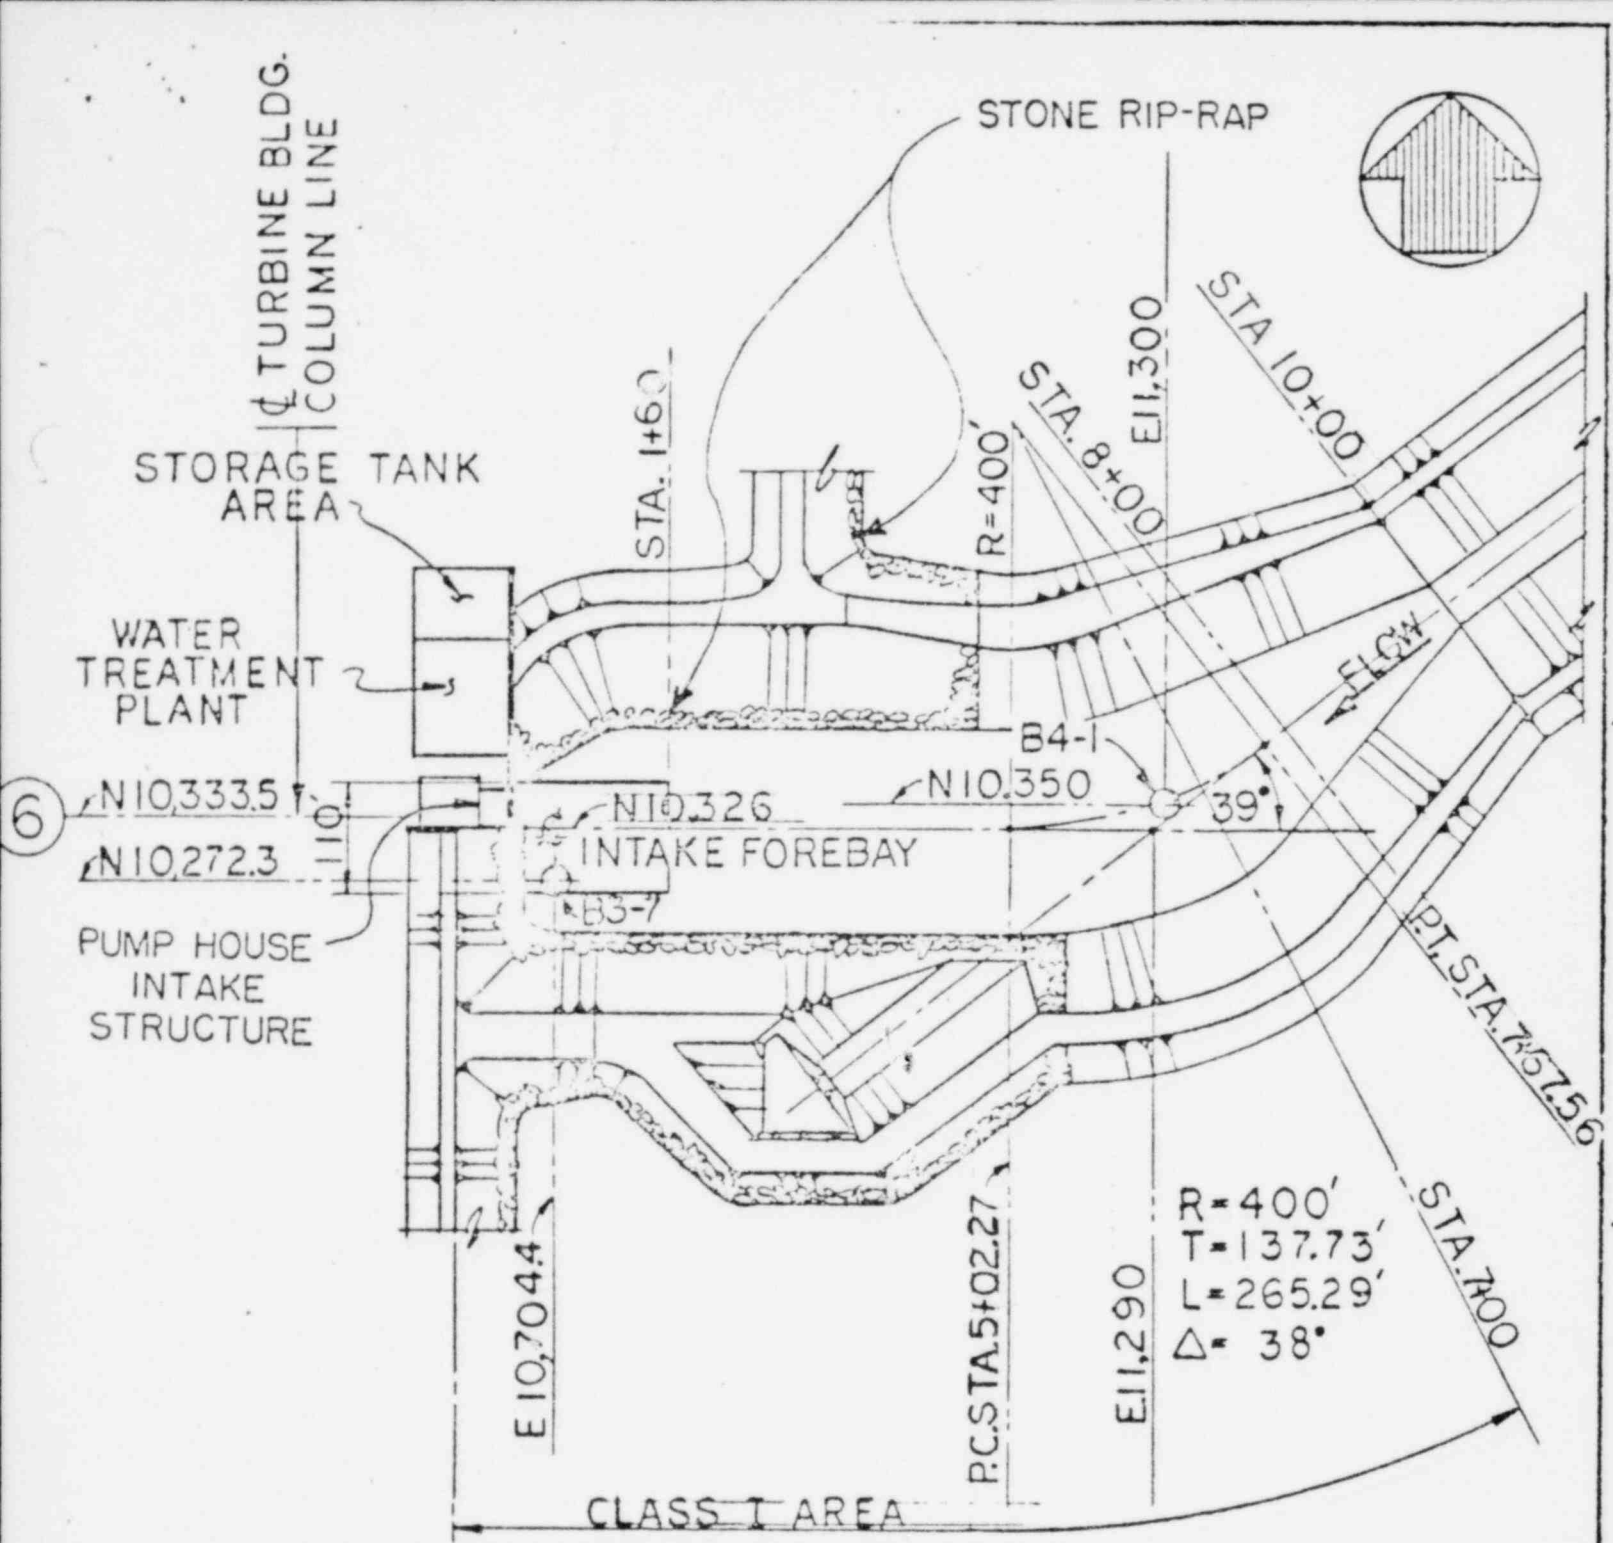 STONE RIP-RAP
℄ TURBINE BLDG.
COLUMN LINE
STORAGE TANK
AREA
WATER
TREATMENT
PLANT
STA. 1+60
R=400'
STA. 8+00
E11,300
STA 10+00
FLOW
B4-1
N10,333.5
6
110'
N10,326
N10.350
39°
INTAKE FOREBAY
N10,272.3
B3-7
PUMP HOUSE
INTAKE
STRUCTURE
P.T. STA. 7+67.56
E 10,704.4
P.C. STA. 5+02.27
E11,290
R=400'
T=137.73'
L=265.29'
Δ= 38°
STA. 7+00
CLASS I AREA